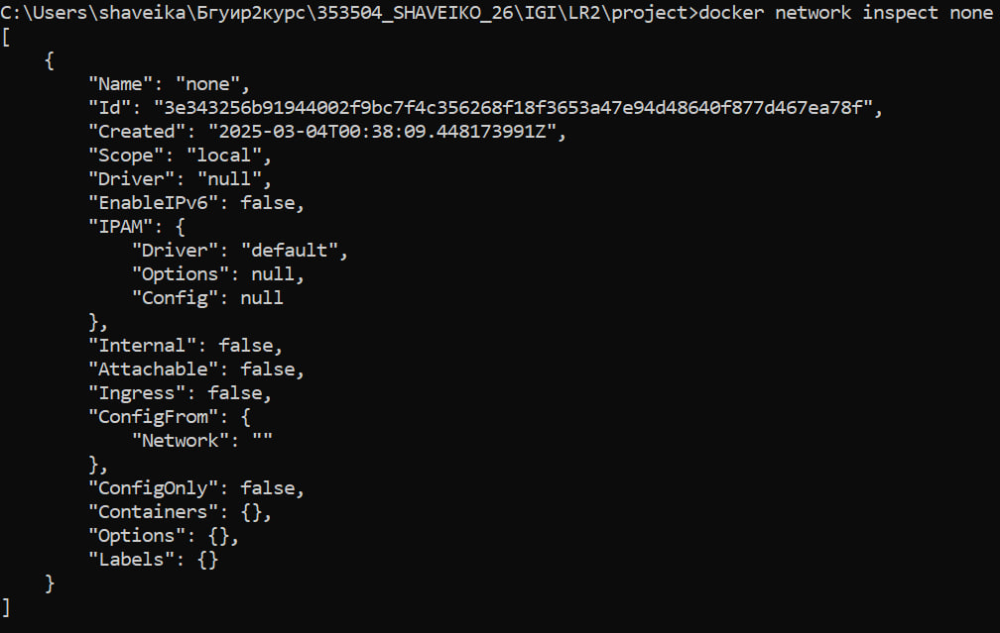 C:\Users\shaveika\Бгуир2курс\353504_SHAVEIKO_26\IGI\LR2\project>docker network inspect none
[
    {
        "Name": "none",
        "Id": "3e343256b91944002f9bc7f4c356268f18f3653a47e94d48640f877d467ea78f",
        "Created": "2025-03-04T00:38:09.448173991Z",
        "Scope": "local",
        "Driver": "null",
        "EnableIPv6": false,
        "IPAM": {
            "Driver": "default",
            "Options": null,
            "Config": null
        },
        "Internal": false,
        "Attachable": false,
        "Ingress": false,
        "ConfigFrom": {
            "Network": ""
        },
        "ConfigOnly": false,
        "Containers": {},
        "Options": {},
        "Labels": {}
    }
]